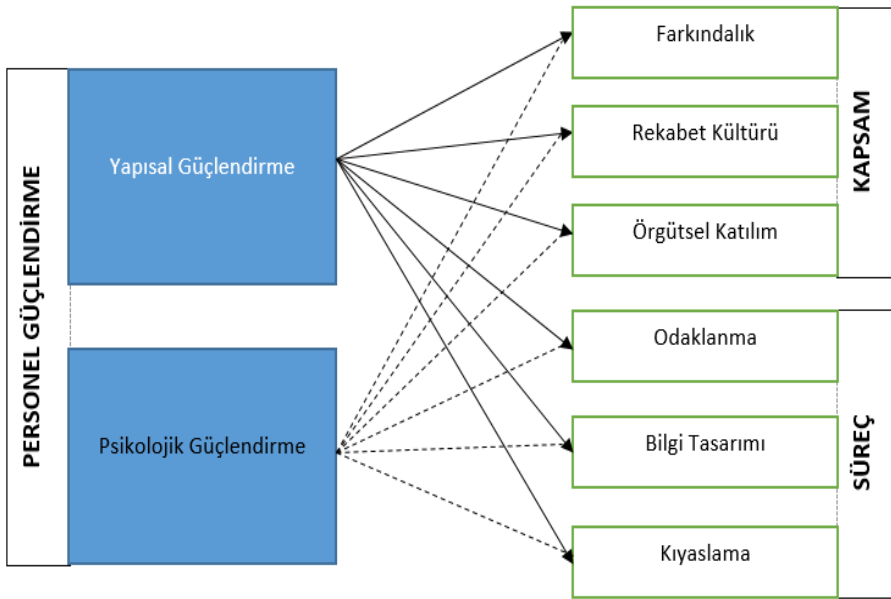 PERSONEL GÜÇLENDİRME
Yapısal Güçlendirme
Psikolojik Güçlendirme
Farkındalık
Rekabet Kültürü
Örgütsel Katılım
KAPSAM
Odaklanma
Bilgi Tasarımı
Kıyaslama
SÜREÇ